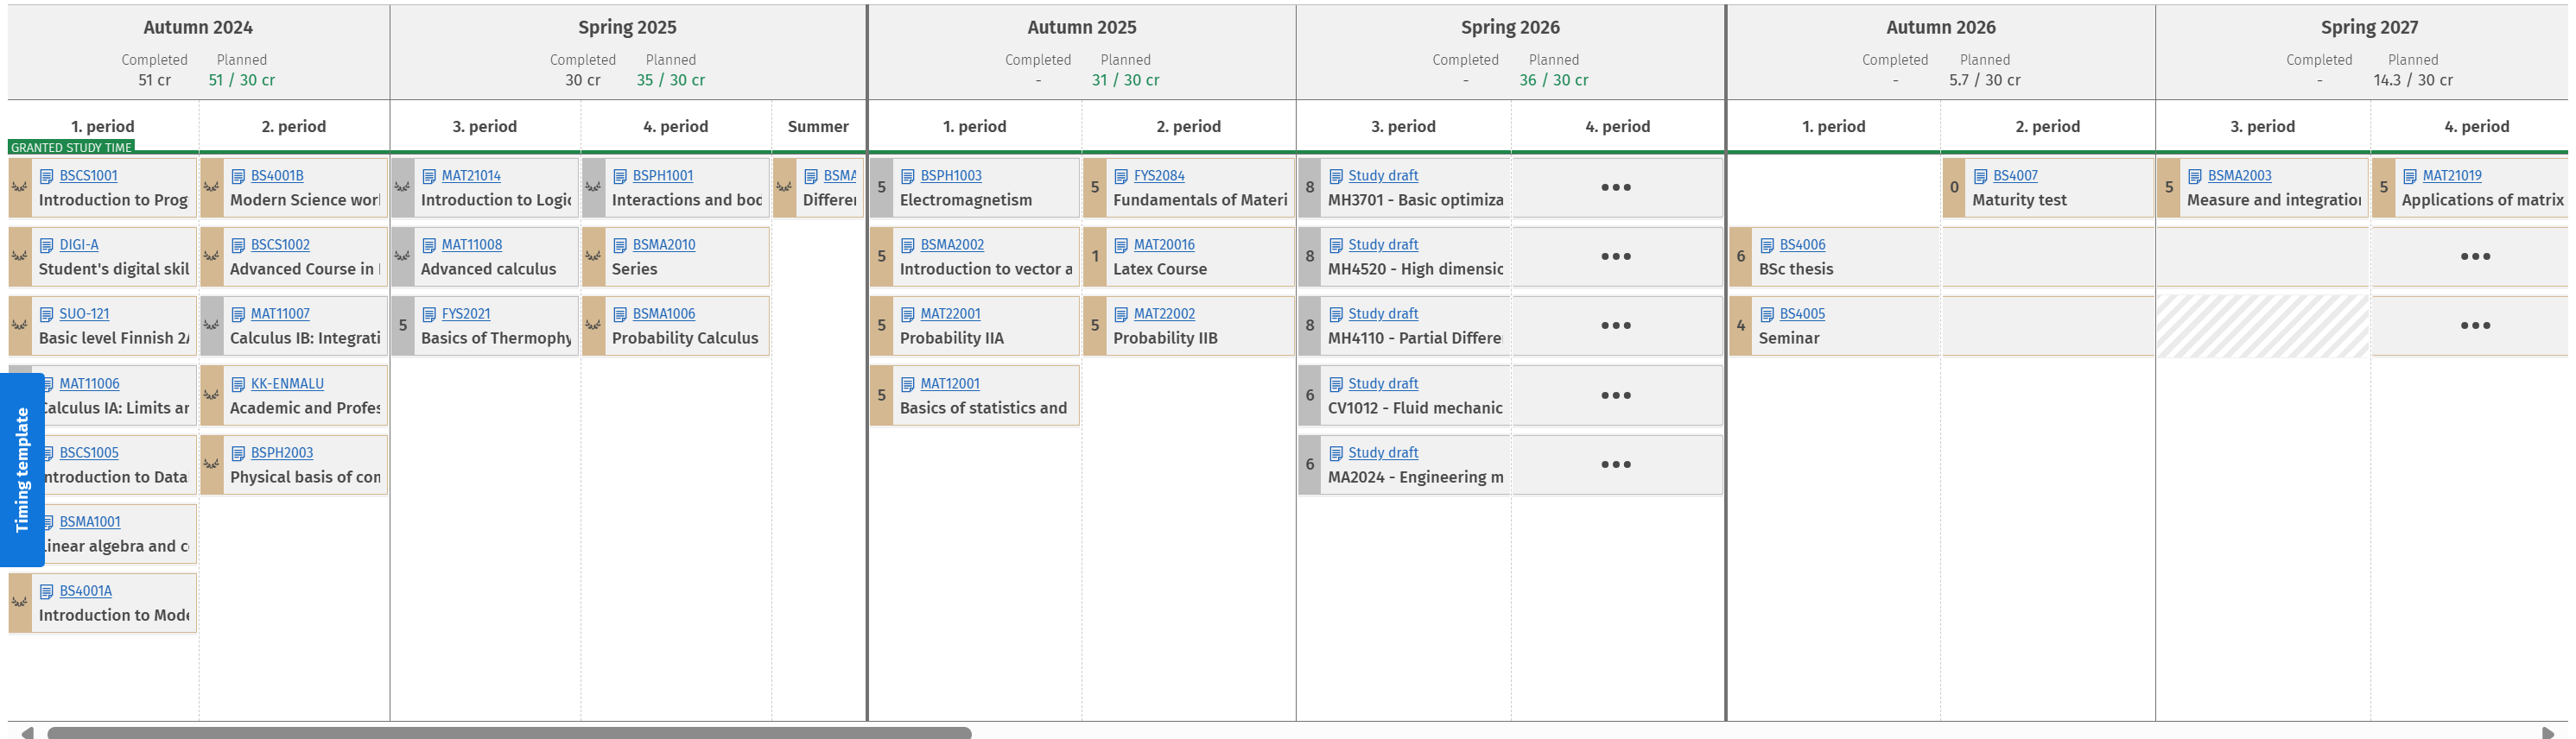 Autumn 2024
Completed Planned
51 cr 51 / 30 cr
Spring 2025
Completed Planned
30 cr 35 / 30 cr
Autumn 2025
Completed Planned
- 31 / 30 cr
Spring 2026
Completed Planned
- 36 / 30 cr
Autumn 2026
Completed Planned
- 5.7 / 30 cr
Spring 2027
Completed Planned
- 14.3 / 30 cr
1. period
2. period
3. period
4. period
Summer
1. period
2. period
3. period
4. period
1. period
2. period
3. period
4. period
GRANTED STUDY TIME
BSCS1001
Introduction to Prog
DIGI-A
Student's digital skil
SUO-121
Basic level Finnish 2
MAT11006
Calculus IA: Limits ar
BSCS1005
Introduction to Data
BSMA1001
Linear algebra and c
BS4001A
Introduction to Mod
BS4001B
Modern Science wor
BSCS1002
Advanced Course in
MAT11007
Calculus IB: Integrati
KK-ENMALU
Academic and Profes
BSPH2003
Physical basis of con
MAT21014
Introduction to Logic
MAT11008
Advanced calculus
5 FYS2021
Basics of Thermophy
BSPH1001
Interactions and bod
BSMA2010
Series
BSMA1006
Probability Calculus
BSMA
Differen
5 BSPH1003
Electromagnetism
5 BSMA2002
Introduction to vector a
5 MAT22001
Probability IIA
5 MAT12001
Basics of statistics and
5 FYS2084
Fundamentals of Materi
1 MAT20016
Latex Course
5 MAT22002
Probability IIB
8 Study draft
MH3701 - Basic optimiza
8 Study draft
MH4520 - High dimensic
8 Study draft
MH4110 - Partial Differe
6 Study draft
CV1012 - Fluid mechanic
6 Study draft
MA2024 - Engineering m
6 BS4006
BSc thesis
4 BS4005
Seminar
0 BS4007
Maturity test
5 BSMA2003
Measure and integration
5 MAT21019
Applications of matrix
Timing template